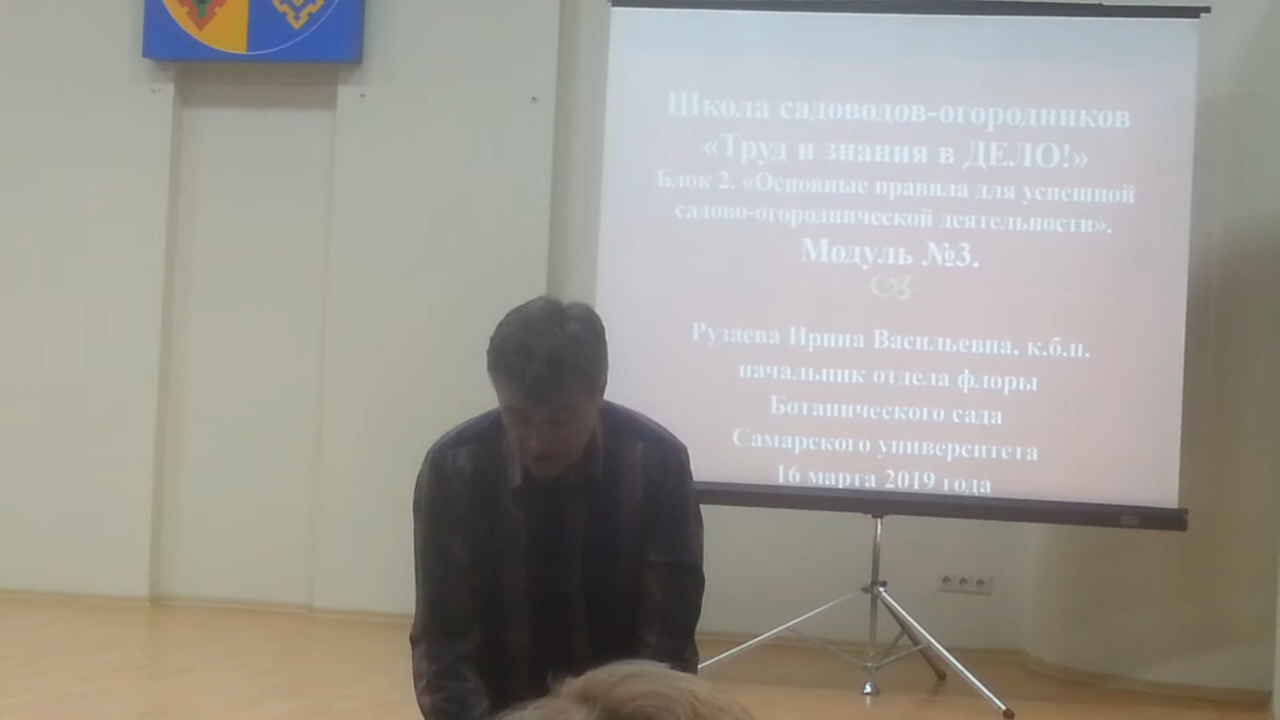 Школа садоводов-огородников
«Труд и знания в ДЕЛО!»
Блок 2. «Основные правила для успешной
садово-огороднической деятельности».
Модуль №3.
Рузаева Ирина Васильевна, к.б.н.
начальник отдела флоры
Ботанического сада
Самарского университета
16 марта 2019 года